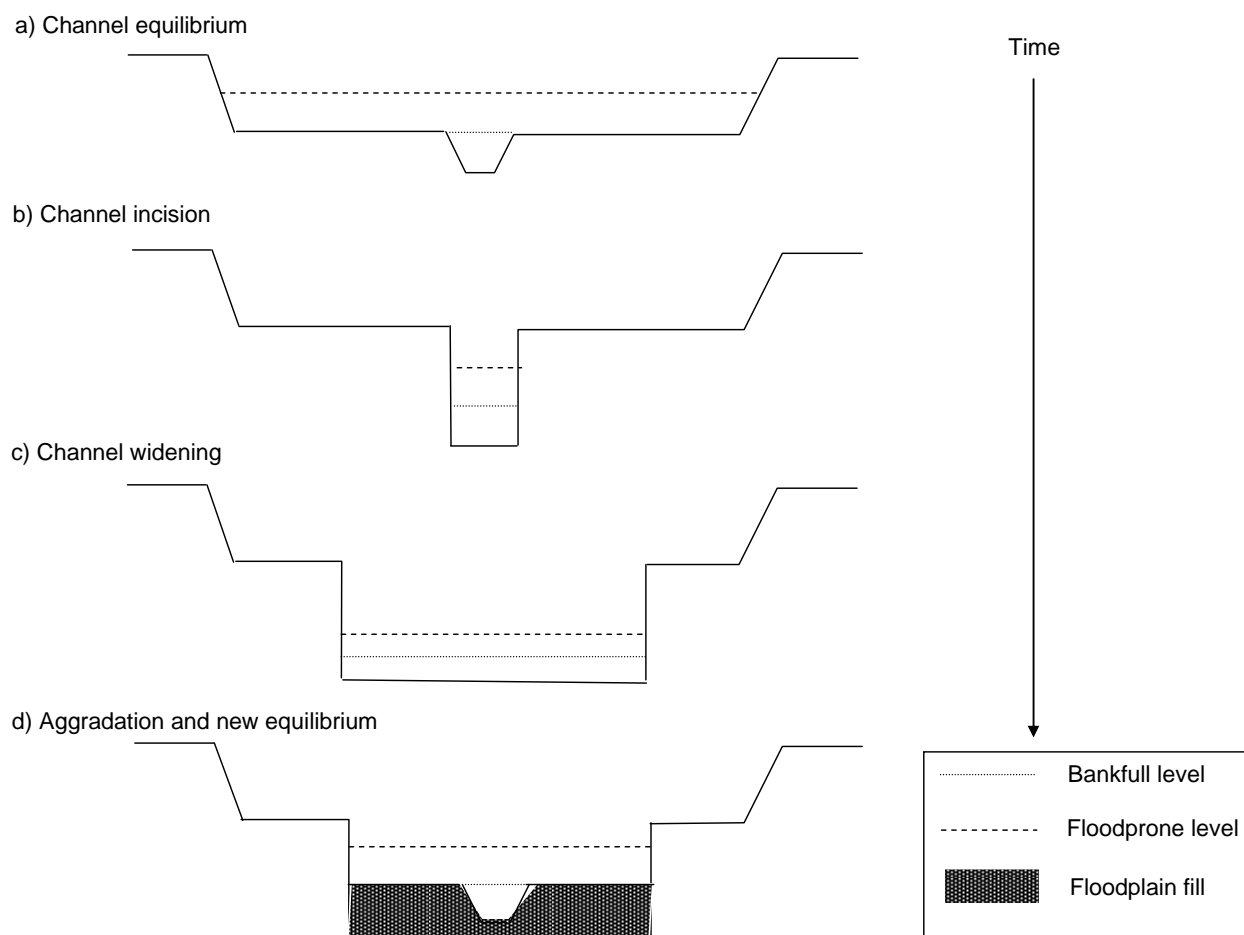 a) Channel equilibrium
Time
b) Channel incision
c) Channel widening
d) Aggradation and new equilibrium
Bankfull level
Floodprone level
Floodplain fill